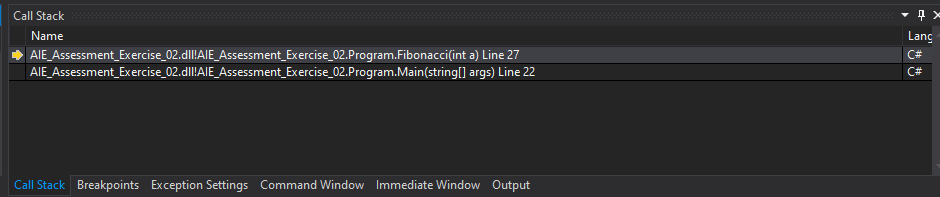 Call Stack
Name Lang
AIE_Assessment_Exercise_02.dll!AIE_Assessment_Exercise_02.Program.Fibonacci(int a) Line 27 C#
AIE_Assessment_Exercise_02.dll!AIE_Assessment_Exercise_02.Program.Main(string[] args) Line 22 C#
Call Stack Breakpoints Exception Settings Command Window Immediate Window Output